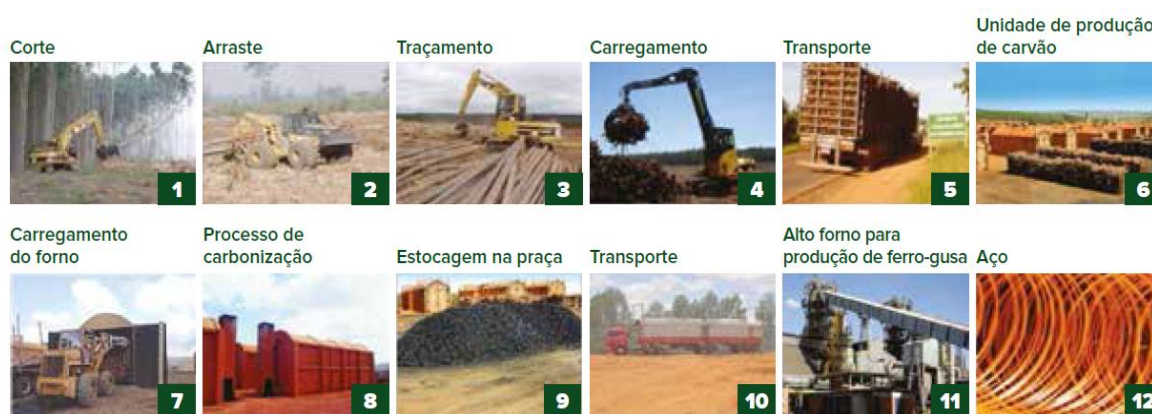 Corte
1
Arraste
2
Traçamento
3
Carregamento
4
Transporte
5
Unidade de produção
de carvão
6
Carregamento
do forno
7
Processo de
carbonização
8
Estocagem na praça
9
Transporte
10
Alto forno para
produção de ferro-gusa
11
Aço
12